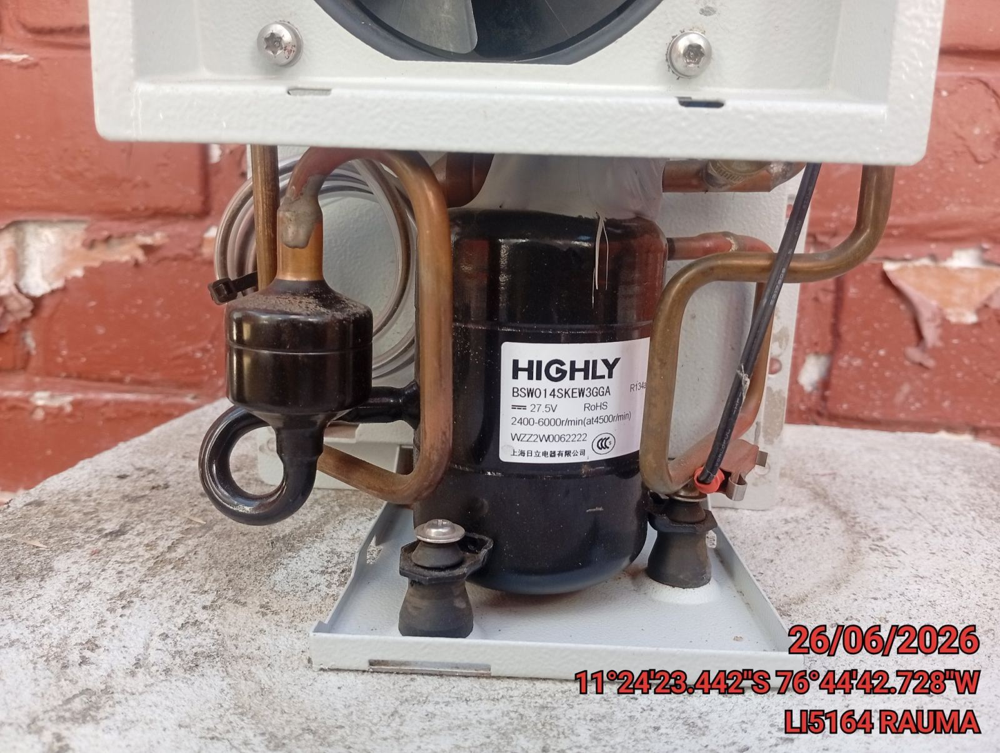 HIGHLY
BSW014SKEW3GGA R134a
27.5V RoHS
2400-6000r/min(at4500r/min)
WZZ2W0062222 CCC S
上海日立电器有限公司
26/06/2026
11°24'23.442"S 76°44'42.728"W
LI5164 RAUMA